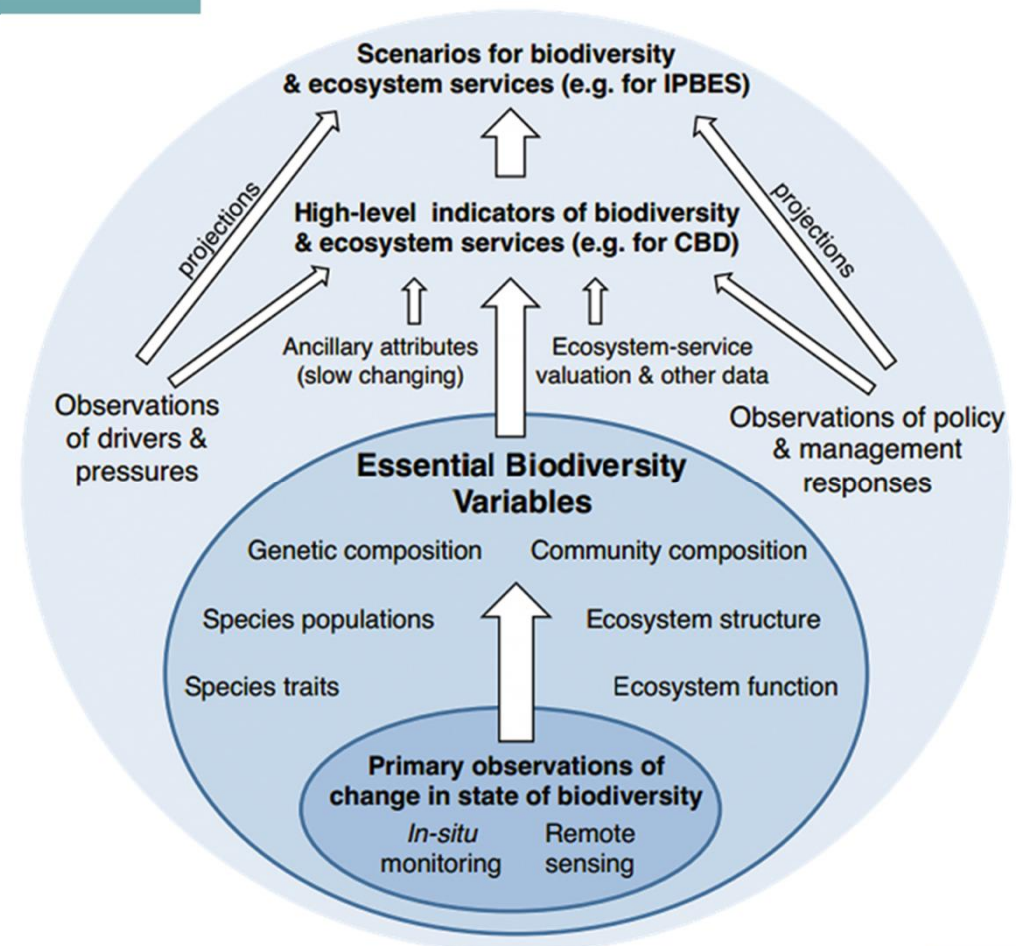 Scenarios for biodiversity
& ecosystem services (e.g. for IPBES)
projections
projections
High-level indicators of biodiversity
& ecosystem services (e.g. for CBD)
Ancillary attributes
(slow changing)
Ecosystem-service
valuation & other data
Observations
of drivers &
pressures
Observations of policy
& management
responses
Essential Biodiversity
Variables
Genetic composition
Community composition
Species populations
Ecosystem structure
Species traits
Ecosystem function
Primary observations of
change in state of biodiversity
In-situ
monitoring
Remote
sensing